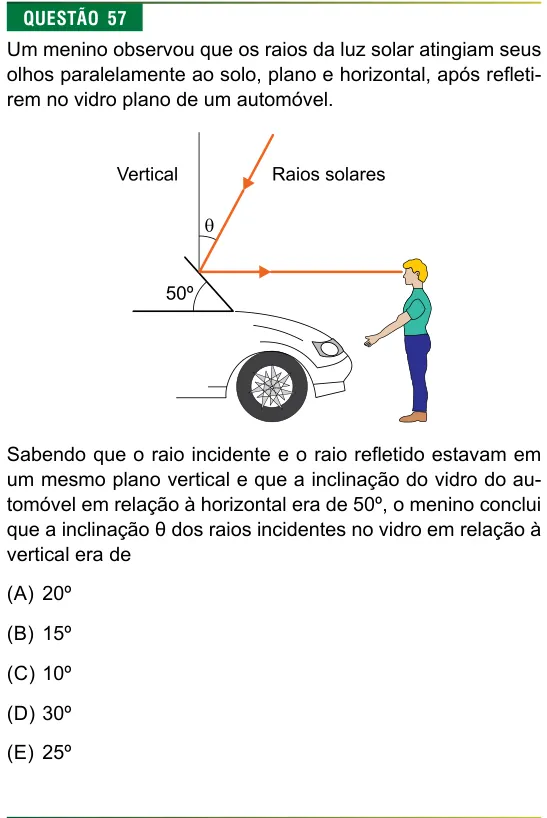 QUESTÃO 57
Um menino observou que os raios da luz solar atingiam seus
olhos paralelamente ao solo, plano e horizontal, após refleti-
rem no vidro plano de um automóvel.
Vertical
Raios solares
θ
50º
Sabendo que o raio incidente e o raio refletido estavam em
um mesmo plano vertical e que a inclinação do vidro do au-
tomóvel em relação à horizontal era de 50º, o menino conclui
que a inclinação θ dos raios incidentes no vidro em relação à
vertical era de
(A) 20º
(B) 15º
(C) 10º
(D) 30º
(E) 25º